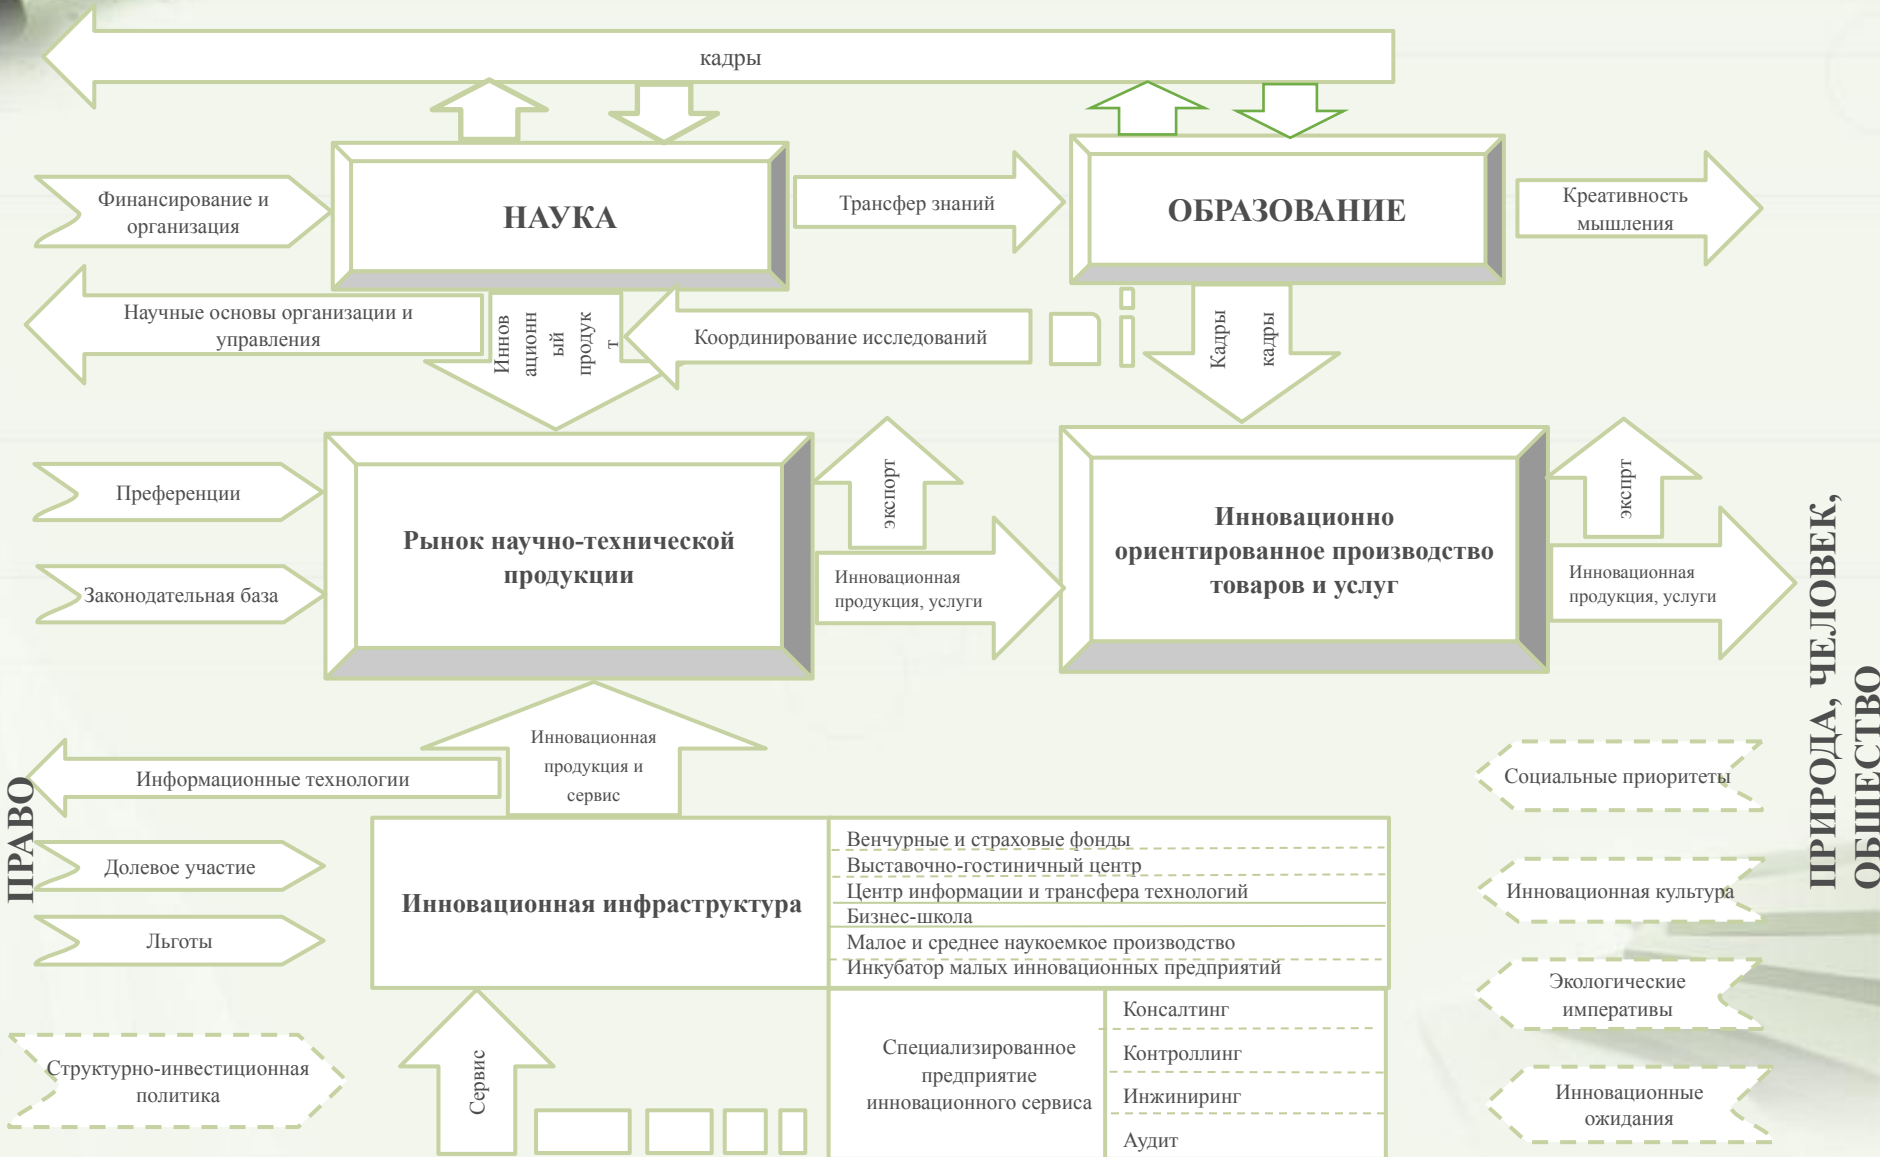 кадры
Финансирование и
организация
НАУКА
Трансфер знаний
ОБРАЗОВАНИЕ
Креативность
мышления
Научные основы организации и
управления
Иннов
ационн
ый
продук
т
Координирование исследований
Кадры
кадры
Преференции
Законодательная база
Рынок научно-технической
продукции
экспорт
Инновационная
продукция, услуги
Инновационно
ориентированное производство
товаров и услуг
экспрт
Инновационная
продукция, услуги
ПРИРОДА, ЧЕЛОВЕК,
ОБЩЕСТВО
ПРАВО
Информационные технологии
Инновационная
продукция и
сервис
Долевое участие
Льготы
Структурно-инвестиционная
политика
Инновационная инфраструктура
Венчурные и страховые фонды
Выставочно-гостиничный центр
Центр информации и трансфера технологий
Бизнес-школа
Малое и среднее наукоемкое производство
Инкубатор малых инновационных предприятий
Сервис
Специализированное
предприятие
инновационного сервиса
Консалтинг
Контроллинг
Инжиниринг
Аудит
Социальные приоритеты
Инновационная культура
Экологические
императивы
Инновационные
ожидания